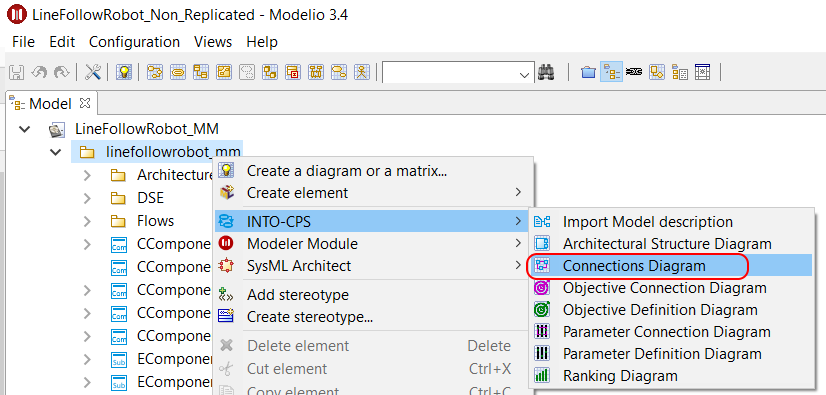 LineFollowRobot_Non_Replicated - Modelio 3.4
File Edit Configuration Views Help
Model
LineFollowRobot_MM
linefollowrobot_mm
Architecture
DSE
Flows
CCompone
CCompone
CCompone
CCompone
CCompone
EComponer
EComponer
Create a diagram or a matrix...
Create element
INTO-CPS
Modeler Module
SysML Architect
Add stereotype
Create stereotype...
Delete element Delete
Cut element Ctrl+X
Copy element Ctrl+C
Import Model description
Architectural Structure Diagram
Connections Diagram
Objective Connection Diagram
Objective Definition Diagram
Parameter Connection Diagram
Parameter Definition Diagram
Ranking Diagram